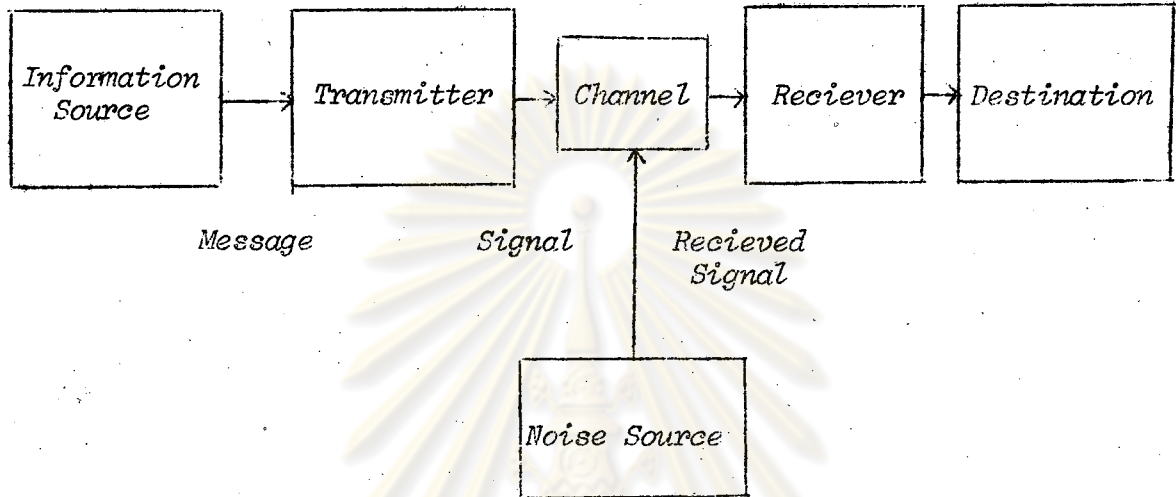 Information
Source
Transmitter
Channel
Reciever
Destination
Message
Signal
Recieved
Signal
Noise Source